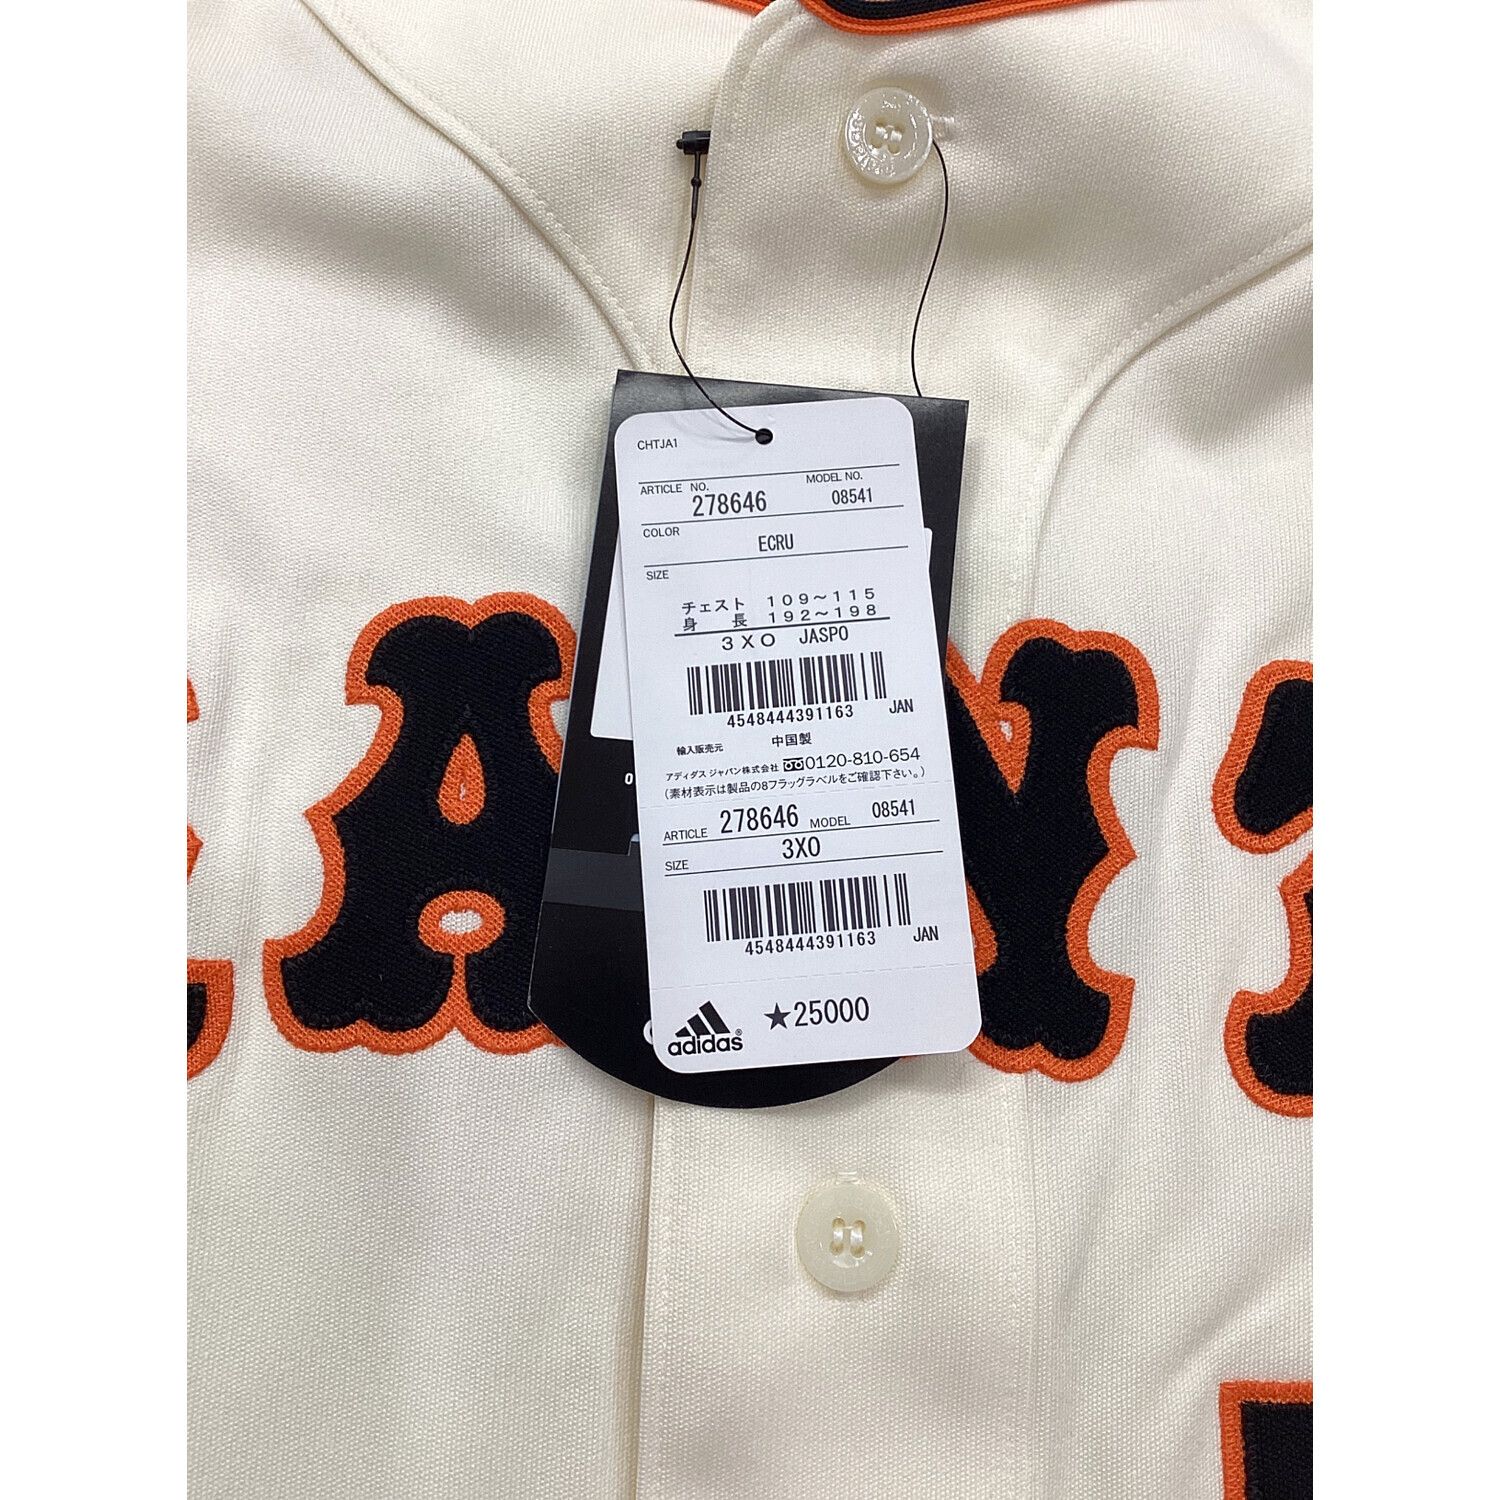 CHTJA1
ARTICLE NO. 278646 MODEL NO. 08541
COLOR ECRU
SIZE
チェスト 109～115
身 長 192～198
3XO JASPO
4548444391163 JAN
輸入販売元 中国製
アディダス ジャパン株式会社 0120-810-654
(素材表示は製品の8フラッグラベルをご確認下さい。)
ARTICLE 278646 MODEL 08541
SIZE 3XO
4548444391163 JAN
adidas® ★25000
AN
0